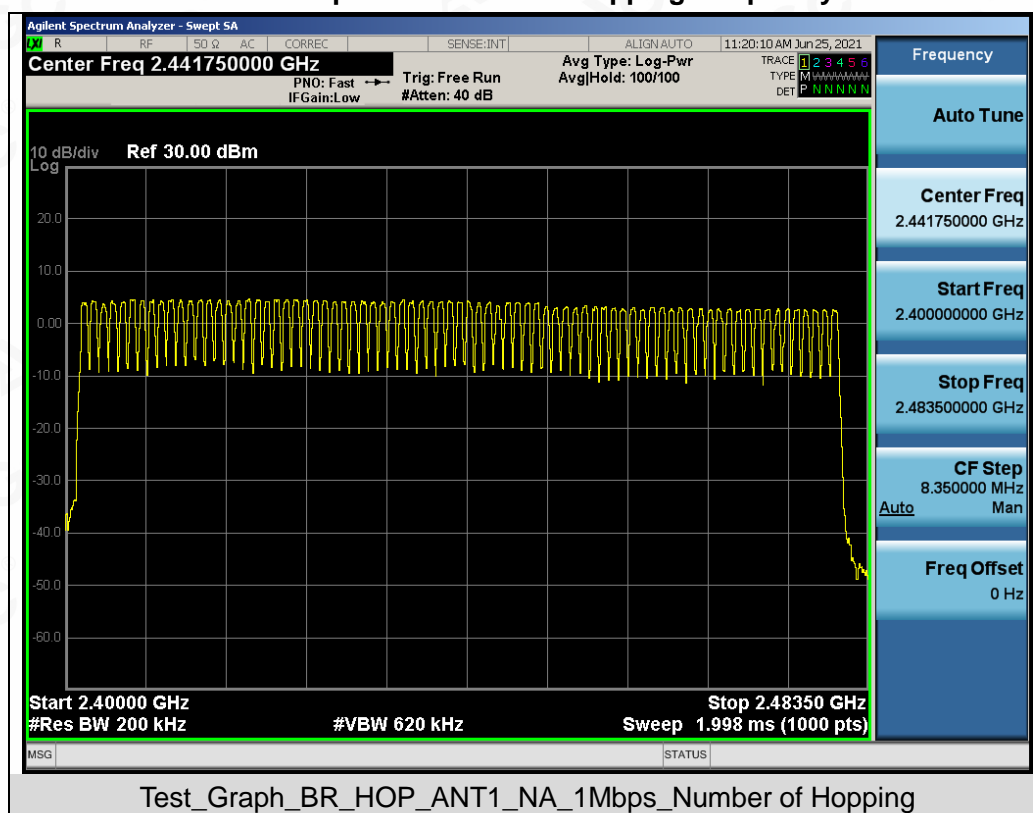 Agilent Spectrum Analyzer - Swept SA
LXI R RF 50 Ω AC CORREC SENSE:INT ALIGN AUTO 11:20:10 AM Jun 25, 2021
Center Freq 2.441750000 GHz
PNO: Fast
IFGain:Low
Trig: Free Run
#Atten: 40 dB
Avg Type: Log-Pwr
Avg|Hold: 100/100
TRACE 1 2 3 4 5 6
TYPE M WWWWW
DET P N N N N N
10 dB/div Ref 30.00 dBm
Log
20.0
10.0
0.00
-10.0
-20.0
-30.0
-40.0
-50.0
-60.0
Start 2.40000 GHz Stop 2.48350 GHz
#Res BW 200 kHz #VBW 620 kHz Sweep 1.998 ms (1000 pts)
MSG STATUS
Frequency
Auto Tune
Center Freq
2.441750000 GHz
Start Freq
2.400000000 GHz
Stop Freq
2.483500000 GHz
CF Step
8.350000 MHz
Auto Man
Freq Offset
0 Hz
Test_Graph_BR_HOP_ANT1_NA_1Mbps_Number of Hopping